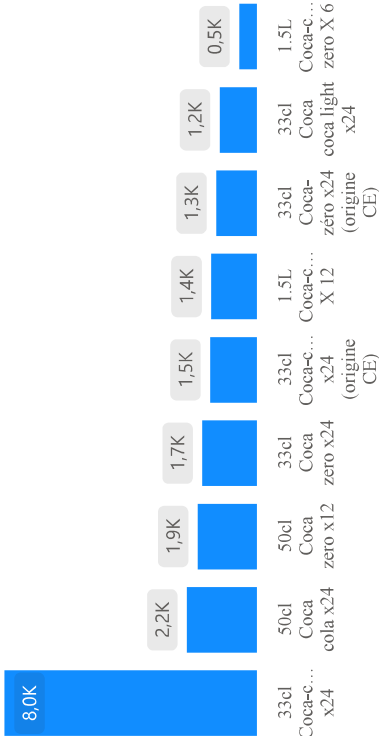 8,0K
2,2K
1,9K
1,7K
1,5K
1,4K
1,3K
1,2K
0,5K
33cl
Coca-c...
x24
50cl
Coca
cola x24
50cl
Coca
zero x12
33cl
Coca
zero x24
33cl
Coca-c...
x24
(origine
CE)
1.5L
Coca-c...
X 12
33cl
Coca-
zéro x24
(origine
CE)
33cl
Coca
coca light
x24
1.5L
Coca-c...
zero X 6